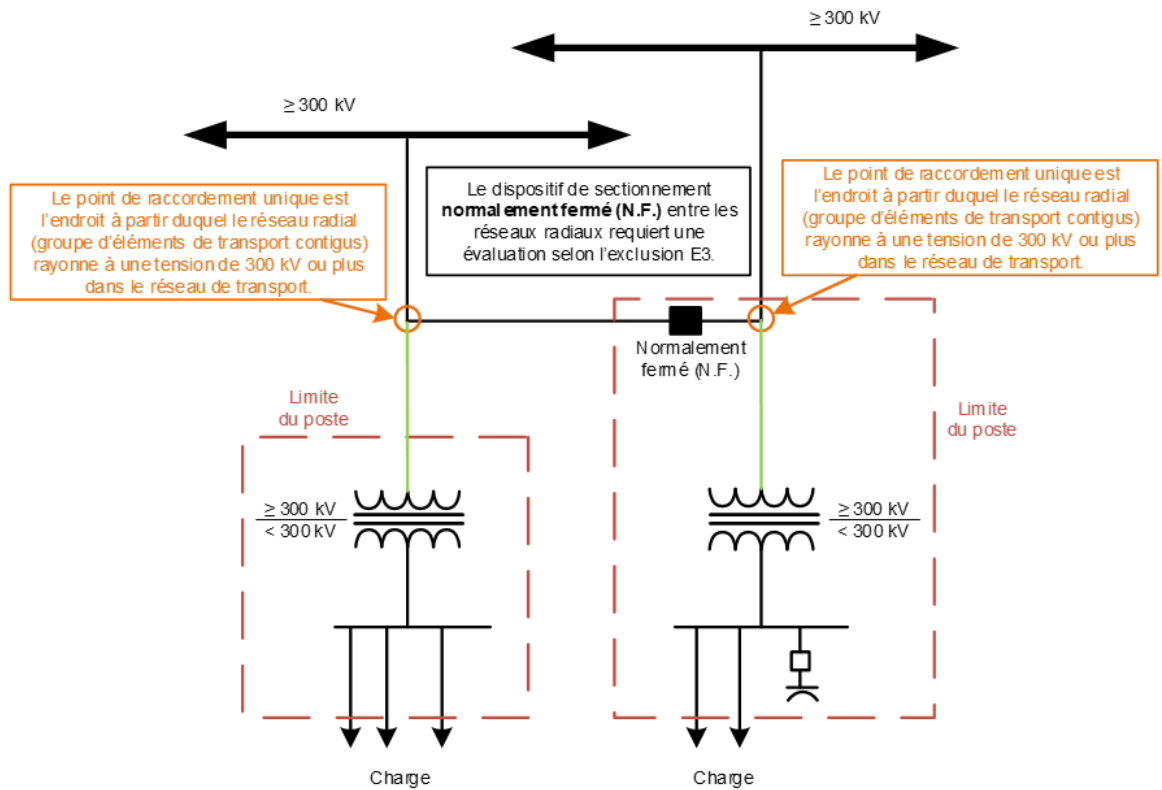 ≥ 300 kV
≥ 300 kV
Le point de raccordement unique est
l'endroit à partir duquel le réseau radial
(groupe d'éléments de transport contigus)
rayonne à une tension de 300 kV ou plus
dans le réseau de transport.
Le dispositif de sectionnement
normalement fermé (N.F.) entre les
réseaux radiaux requiert une
évaluation selon l'exclusion E3.
Le point de raccordement unique est
l'endroit à partir duquel le réseau radial
(groupe d'éléments de transport contigus)
rayonne à une tension de 300 kV ou plus
dans le réseau de transport.
Normalement
fermé (N.F.)
Limite
du poste
Limite
du poste
≥ 300 kV
< 300 kV
≥ 300 kV
< 300 kV
Charge
Charge